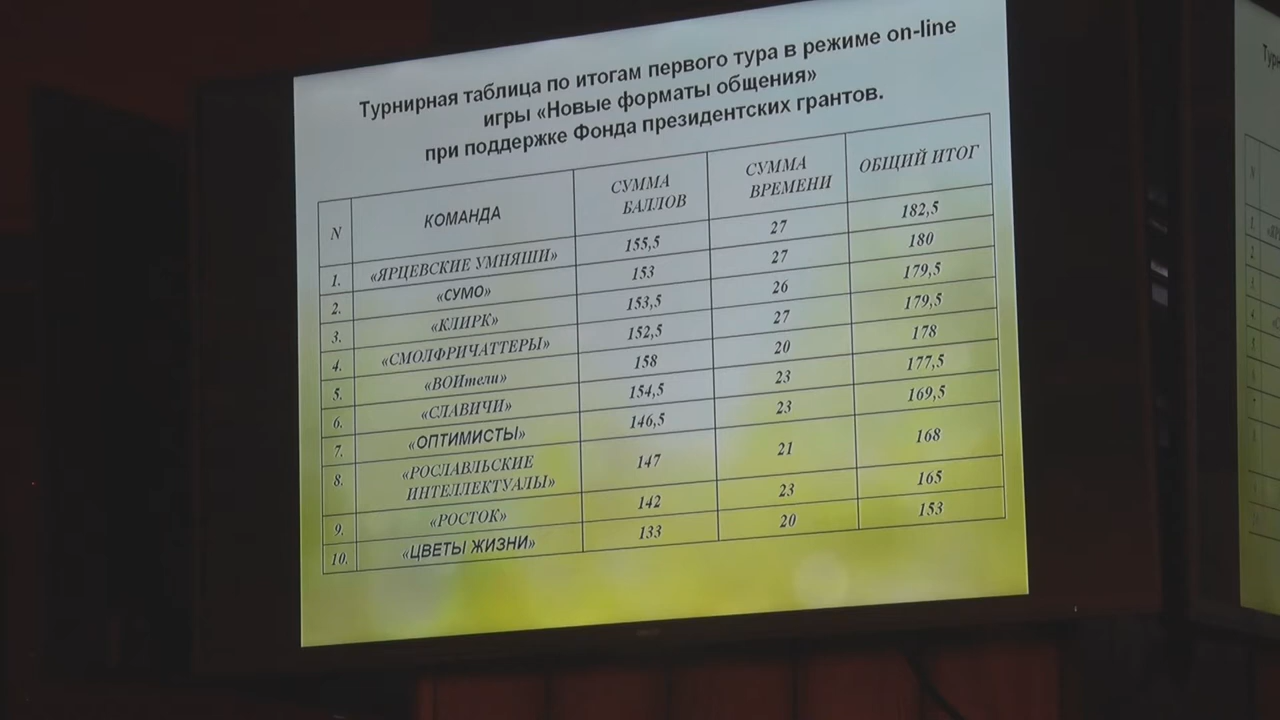 Турнирная таблица по итогам первого тура в режиме on-line
игры «Новые форматы общения»
при поддержке Фонда президентских грантов.
N КОМАНДА СУММА БАЛЛОВ СУММА ВРЕМЕНИ ОБЩИЙ ИТОГ
1. «ЯРЦЕВСКИЕ УМНЯШИ» 155,5 27 182,5
2. «СУМО» 153 27 180
3. «КЛИРК» 153,5 26 179,5
4. «СМОЛФРИЧАТТЕРЫ» 152,5 27 179,5
5. «ВОИтели» 158 20 178
6. «СЛАВИЧИ» 154,5 23 177,5
7. «ОПТИМИСТЫ» 146,5 23 169,5
8. «РОСЛАВЛЬСКИЕ ИНТЕЛЛЕКТУАЛЫ» 147 21 168
9. «РОСТОК» 142 23 165
10. «ЦВЕТЫ ЖИЗНИ» 133 20 153